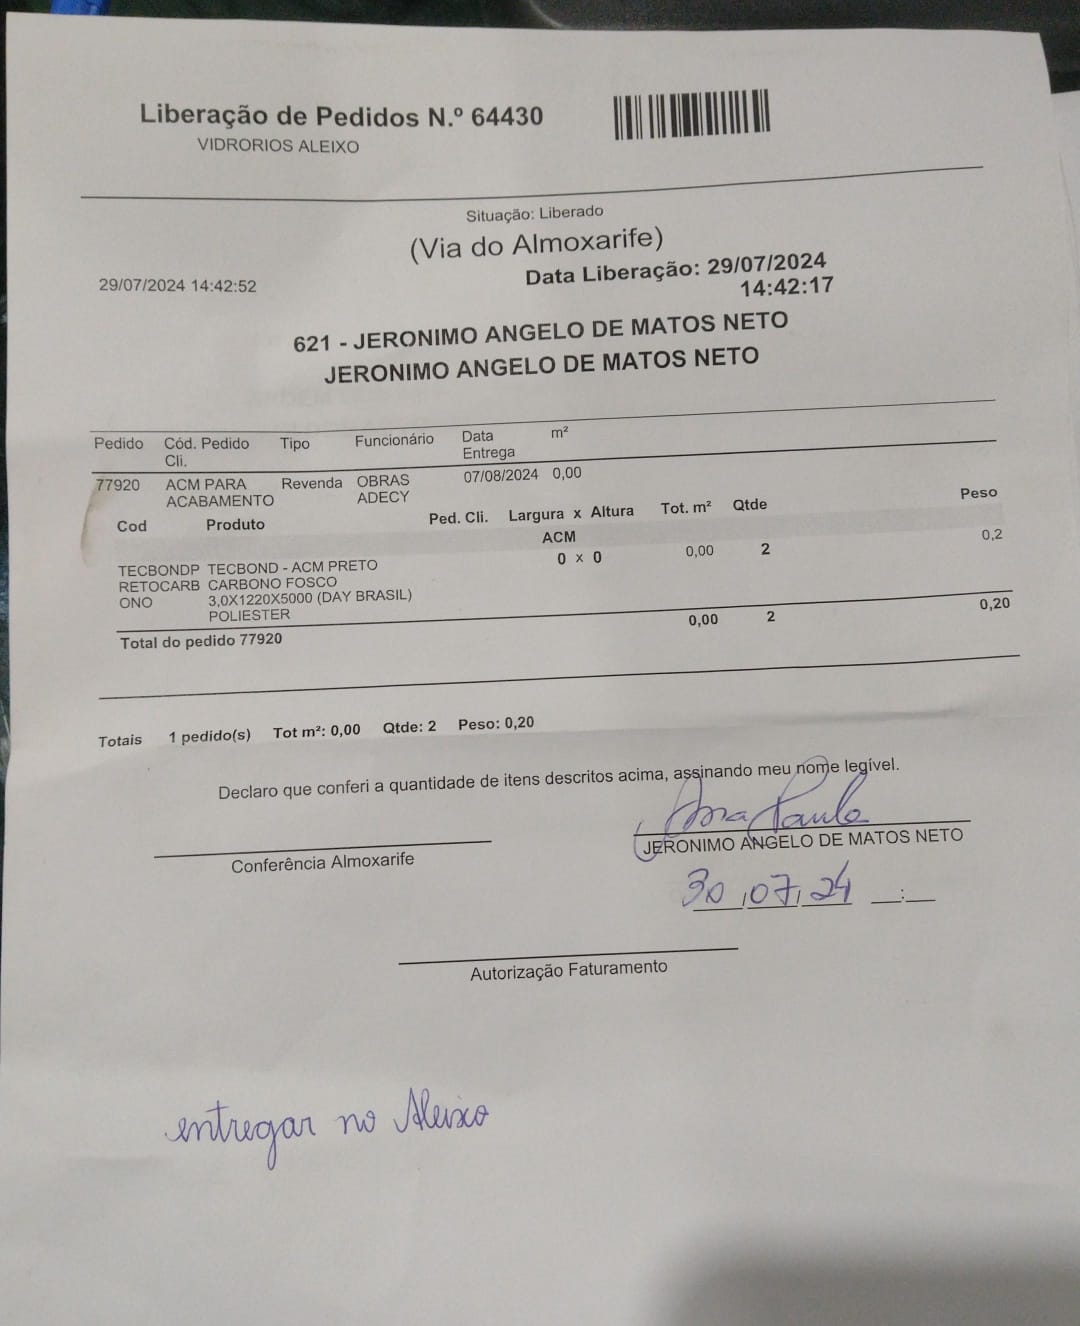 Liberação de Pedidos N.º 64430
VIDRORIOS ALEIXO
Situação: Liberado
(Via do Almoxarife)
29/07/2024 14:42:52
Data Liberação: 29/07/2024
14:42:17
621 - JERONIMO ANGELO DE MATOS NETO
JERONIMO ANGELO DE MATOS NETO
Pedido Cód. Pedido Tipo Funcionário Data m²
Cli. Entrega
77920 ACM PARA Revenda OBRAS 07/08/2024 0,00
ACABAMENTO ADECY
Cod Produto Ped. Cli. Largura x Altura Tot. m² Qtde Peso
ACM
TECBONDP TECBOND - ACM PRETO 0 x 0 0,00 2 0,2
RETOCARB CARBONO FOSCO
ONO 3,0X1220X5000 (DAY BRASIL)
POLIESTER
Total do pedido 77920 0,00 2 0,20
Totais 1 pedido(s) Tot m²: 0,00 Qtde: 2 Peso: 0,20
Declaro que conferi a quantidade de itens descritos acima, assinando meu nome legível.
Ana Paula
Conferência Almoxarife JERONIMO ANGELO DE MATOS NETO
30/07/24 __:__
Autorização Faturamento
entregar no Aleixo